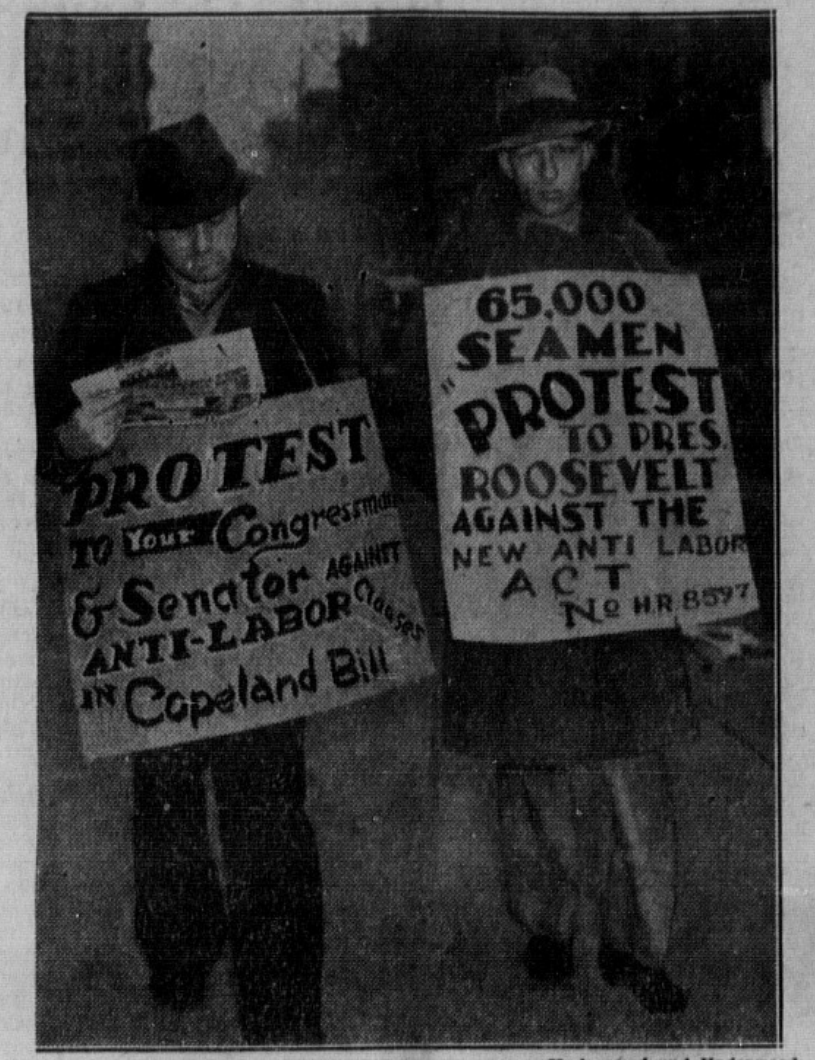 PROTEST
TO Your Congressman
& Senator AGAINST
ANTI-LABOR Clauses
IN Copeland Bill
65,000
SEAMEN
"PROTEST
TO PRES.
ROOSEVELT
AGAINST THE
NEW ANTI LABOR
ACT
No H.R. 8597